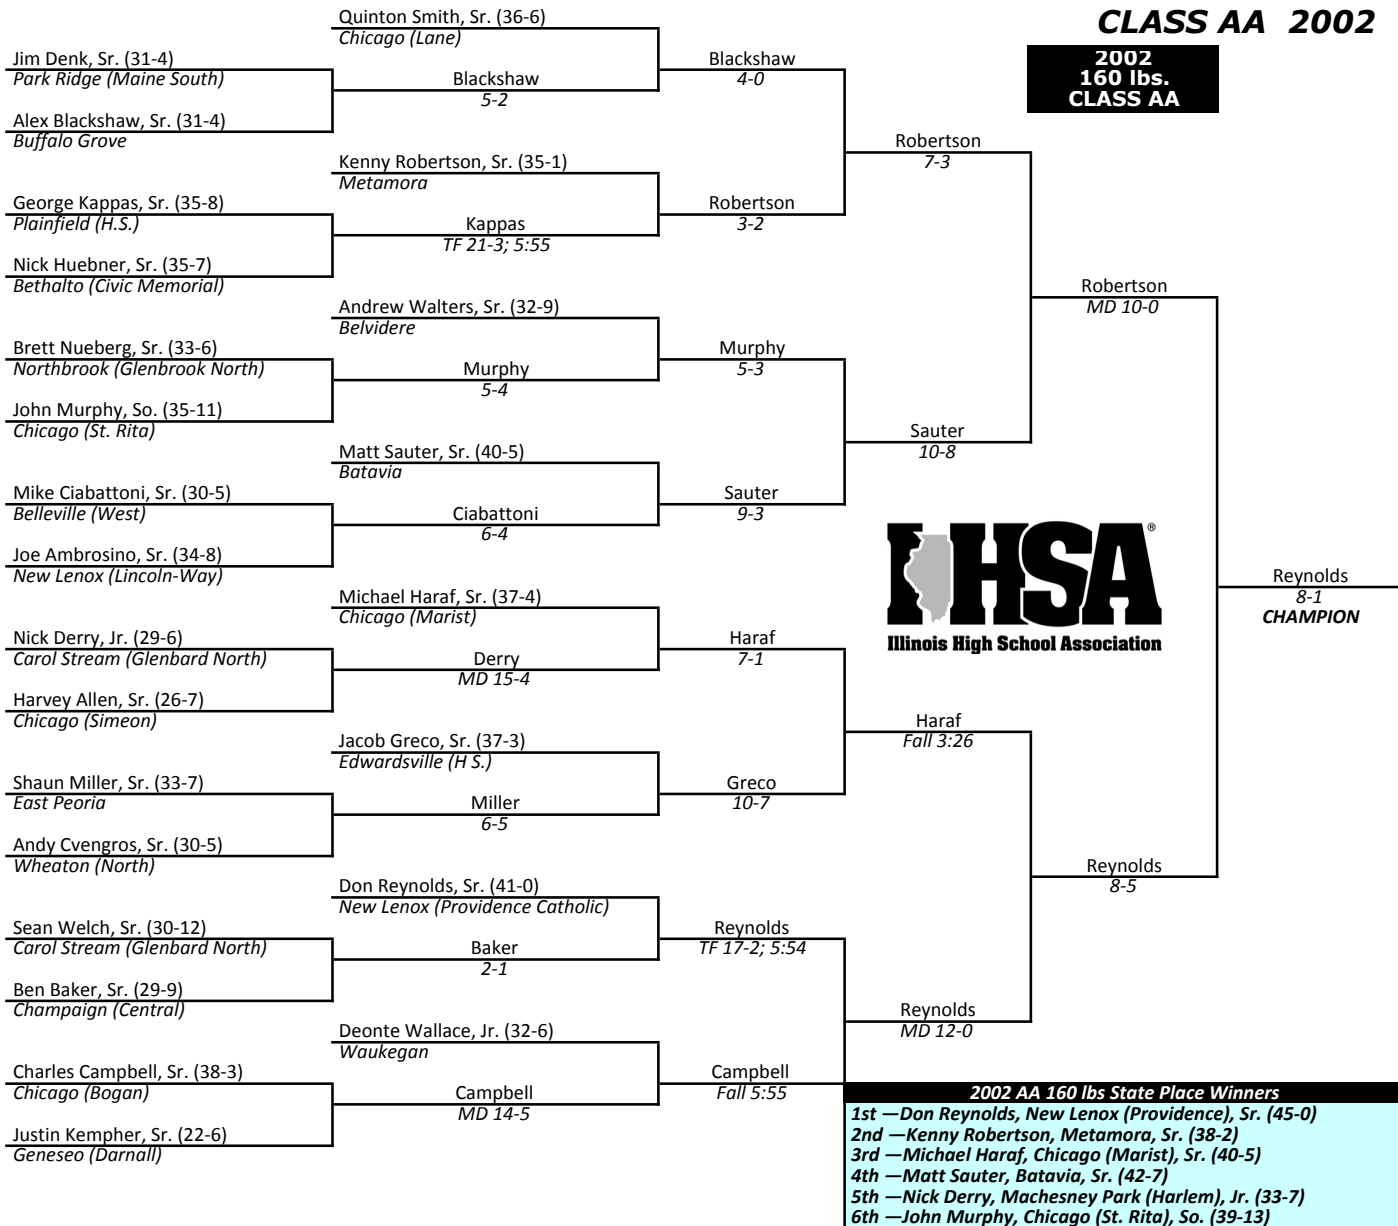 CLASS AA 2002
2002
160 lbs.
CLASS AA
Jim Denk, Sr. (31-4)
Park Ridge (Maine South)
Alex Blackshaw, Sr. (31-4)
Buffalo Grove
George Kappas, Sr. (35-8)
Plainfield (H.S.)
Nick Huebner, Sr. (35-7)
Bethalto (Civic Memorial)
Brett Nueberg, Sr. (33-6)
Northbrook (Glenbrook North)
John Murphy, So. (35-11)
Chicago (St. Rita)
Mike Ciabattoni, Sr. (30-5)
Belleville (West)
Joe Ambrosino, Sr. (34-8)
New Lenox (Lincoln-Way)
Nick Derry, Jr. (29-6)
Carol Stream (Glenbard North)
Harvey Allen, Sr. (26-7)
Chicago (Simeon)
Shaun Miller, Sr. (33-7)
East Peoria
Andy Cvengros, Sr. (30-5)
Wheaton (North)
Sean Welch, Sr. (30-12)
Carol Stream (Glenbard North)
Ben Baker, Sr. (29-9)
Champaign (Central)
Charles Campbell, Sr. (38-3)
Chicago (Bogan)
Justin Kempher, Sr. (22-6)
Geneseo (Darnall)
Quinton Smith, Sr. (36-6)
Chicago (Lane)
Blackshaw
5-2
Kenny Robertson, Sr. (35-1)
Metamora
Kappas
TF 21-3; 5:55
Andrew Walters, Sr. (32-9)
Belvidere
Murphy
5-4
Matt Sauter, Sr. (40-5)
Batavia
Ciabattoni
6-4
Michael Haraf, Sr. (37-4)
Chicago (Marist)
Derry
MD 15-4
Jacob Greco, Sr. (37-3)
Edwardsville (H S.)
Miller
6-5
Don Reynolds, Sr. (41-0)
New Lenox (Providence Catholic)
Baker
2-1
Deonte Wallace, Jr. (32-6)
Waukegan
Campbell
MD 14-5
Blackshaw
4-0
Robertson
3-2
Murphy
5-3
Sauter
9-3
Haraf
7-1
Greco
10-7
Reynolds
TF 17-2; 5:54
Campbell
Fall 5:55
Robertson
7-3
Sauter
10-8
Haraf
Fall 3:26
Reynolds
MD 12-0
Robertson
MD 10-0
Reynolds
8-5
IHSA®
Illinois High School Association
Reynolds
8-1
CHAMPION
2002 AA 160 lbs State Place Winners
1st —Don Reynolds, New Lenox (Providence), Sr. (45-0)
2nd —Kenny Robertson, Metamora, Sr. (38-2)
3rd —Michael Haraf, Chicago (Marist), Sr. (40-5)
4th —Matt Sauter, Batavia, Sr. (42-7)
5th —Nick Derry, Machesney Park (Harlem), Jr. (33-7)
6th —John Murphy, Chicago (St. Rita), So. (39-13)